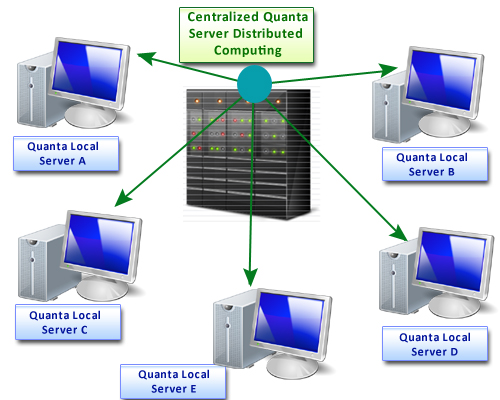 Centralized Quanta
Server Distributed
Computing
Quanta Local
Server A
Quanta Local
Server B
Quanta Local
Server C
Quanta Local
Server D
Quanta Local
Server E